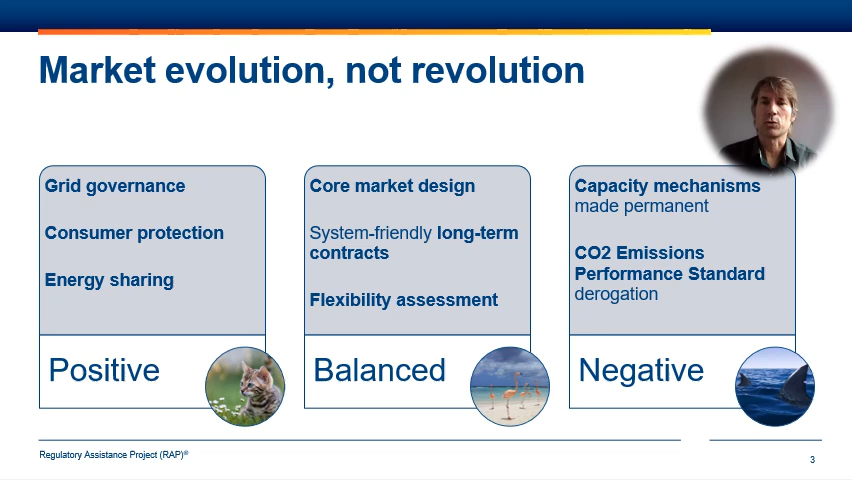 Market evolution, not revolution
Grid governance
Consumer protection
Energy sharing
Positive
Core market design
System-friendly long-term
contracts
Flexibility assessment
Balanced
Capacity mechanisms
made permanent
CO2 Emissions
Performance Standard
derogation
Negative
Regulatory Assistance Project (RAP)®
3